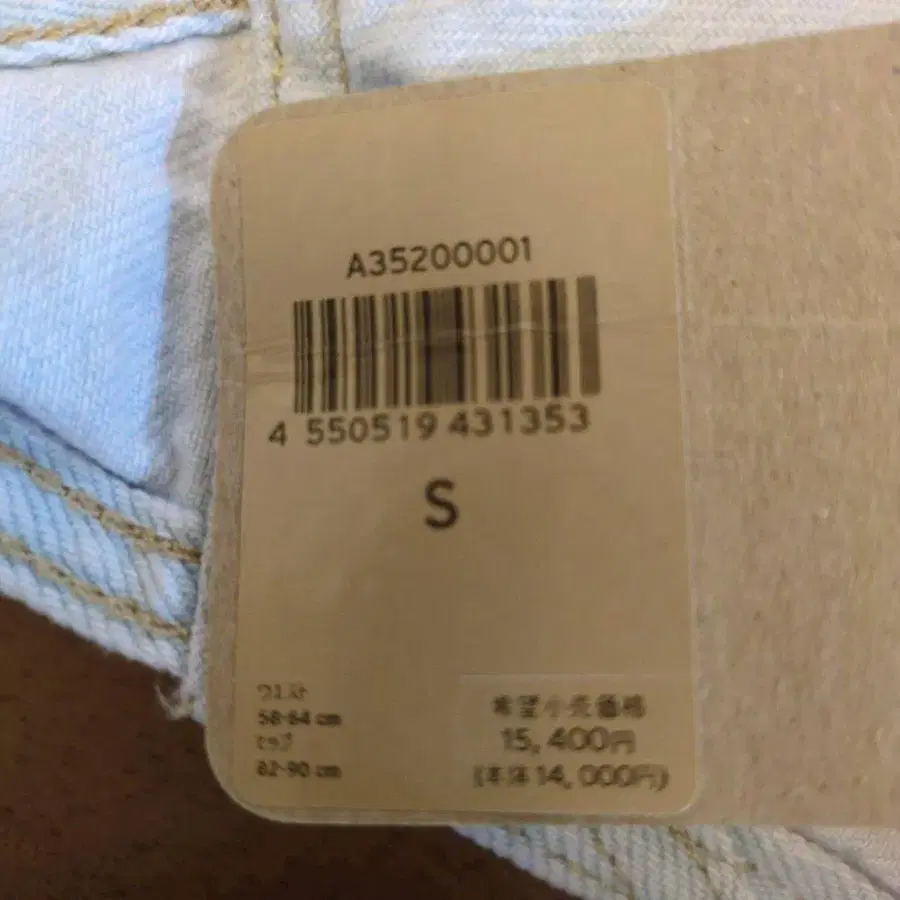 A35200001
4 550519 431353
S
ウエスト
58-64 cm
ヒップ
82-90 cm
希望小売価格
15,400円
(本体14,000円)